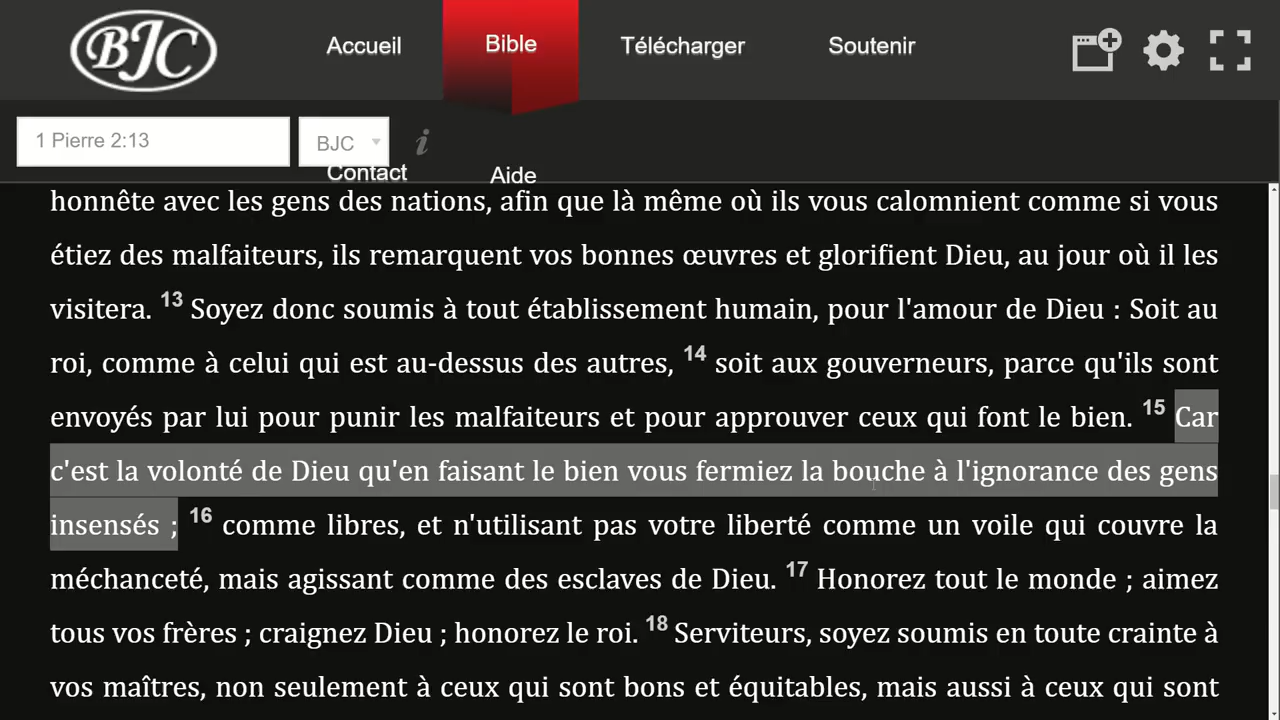 BJC
Accueil
Bible
Télécharger
Soutenir
1 Pierre 2:13
BJC
i
Contact
Aide
honnête avec les gens des nations, afin que là même où ils vous calomnient comme si vous
étiez des malfaiteurs, ils remarquent vos bonnes œuvres et glorifient Dieu, au jour où il les
visitera. 13 Soyez donc soumis à tout établissement humain, pour l'amour de Dieu : Soit au
roi, comme à celui qui est au-dessus des autres, 14 soit aux gouverneurs, parce qu'ils sont
envoyés par lui pour punir les malfaiteurs et pour approuver ceux qui font le bien. 15 Car
c'est la volonté de Dieu qu'en faisant le bien vous fermiez la bouche à l'ignorance des gens
insensés ; 16 comme libres, et n'utilisant pas votre liberté comme un voile qui couvre la
méchanceté, mais agissant comme des esclaves de Dieu. 17 Honorez tout le monde ; aimez
tous vos frères ; craignez Dieu ; honorez le roi. 18 Serviteurs, soyez soumis en toute crainte à
vos maîtres, non seulement à ceux qui sont bons et équitables, mais aussi à ceux qui sont